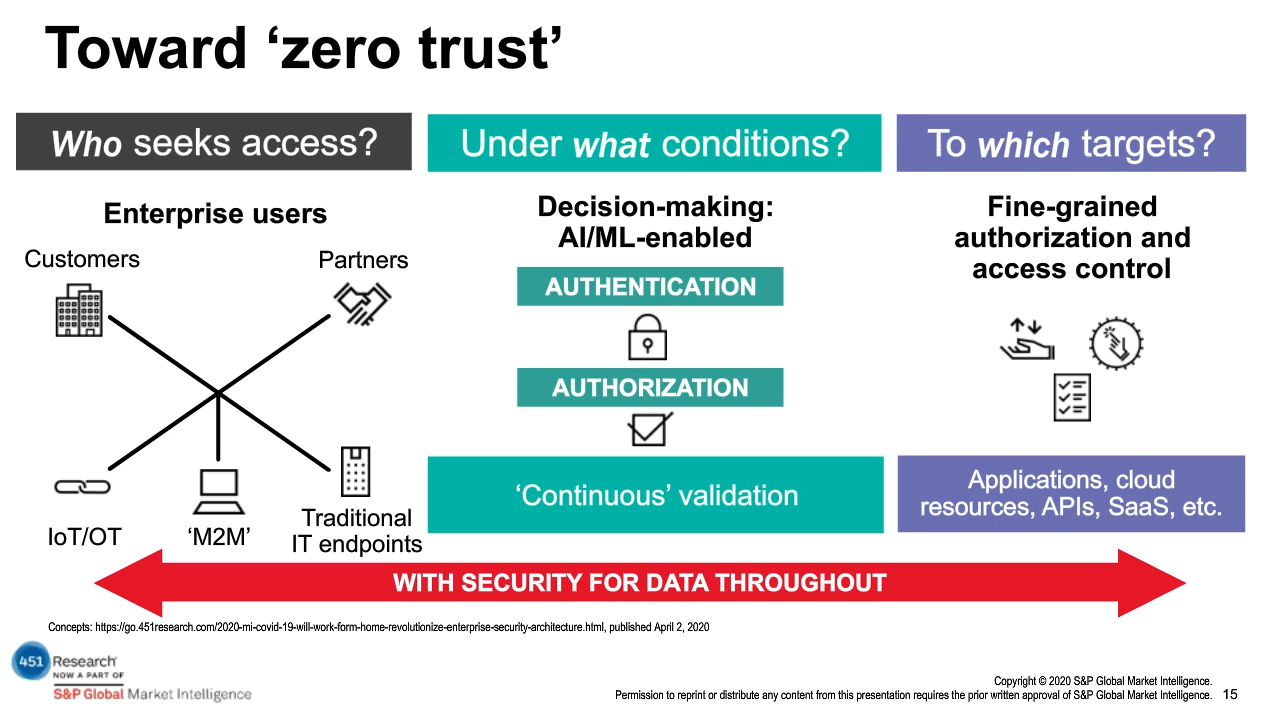 Toward ‘zero trust’
Who seeks access?
Enterprise users
Customers
Partners
IoT/OT
‘M2M’
Traditional
IT endpoints
Under what conditions?
Decision-making:
AI/ML-enabled
AUTHENTICATION
AUTHORIZATION
‘Continuous’ validation
To which targets?
Fine-grained
authorization and
access control
Applications, cloud
resources, APIs, SaaS, etc.
WITH SECURITY FOR DATA THROUGHOUT
Concepts: https://go.451research.com/2020-mi-covid-19-will-work-form-home-revolutionize-enterprise-security-architecture.html, published April 2, 2020
451 Research
NOW A PART OF
S&P Global Market Intelligence
Copyright © 2020 S&P Global Market Intelligence.
Permission to reprint or distribute any content from this presentation requires the prior written approval of S&P Global Market Intelligence. 15